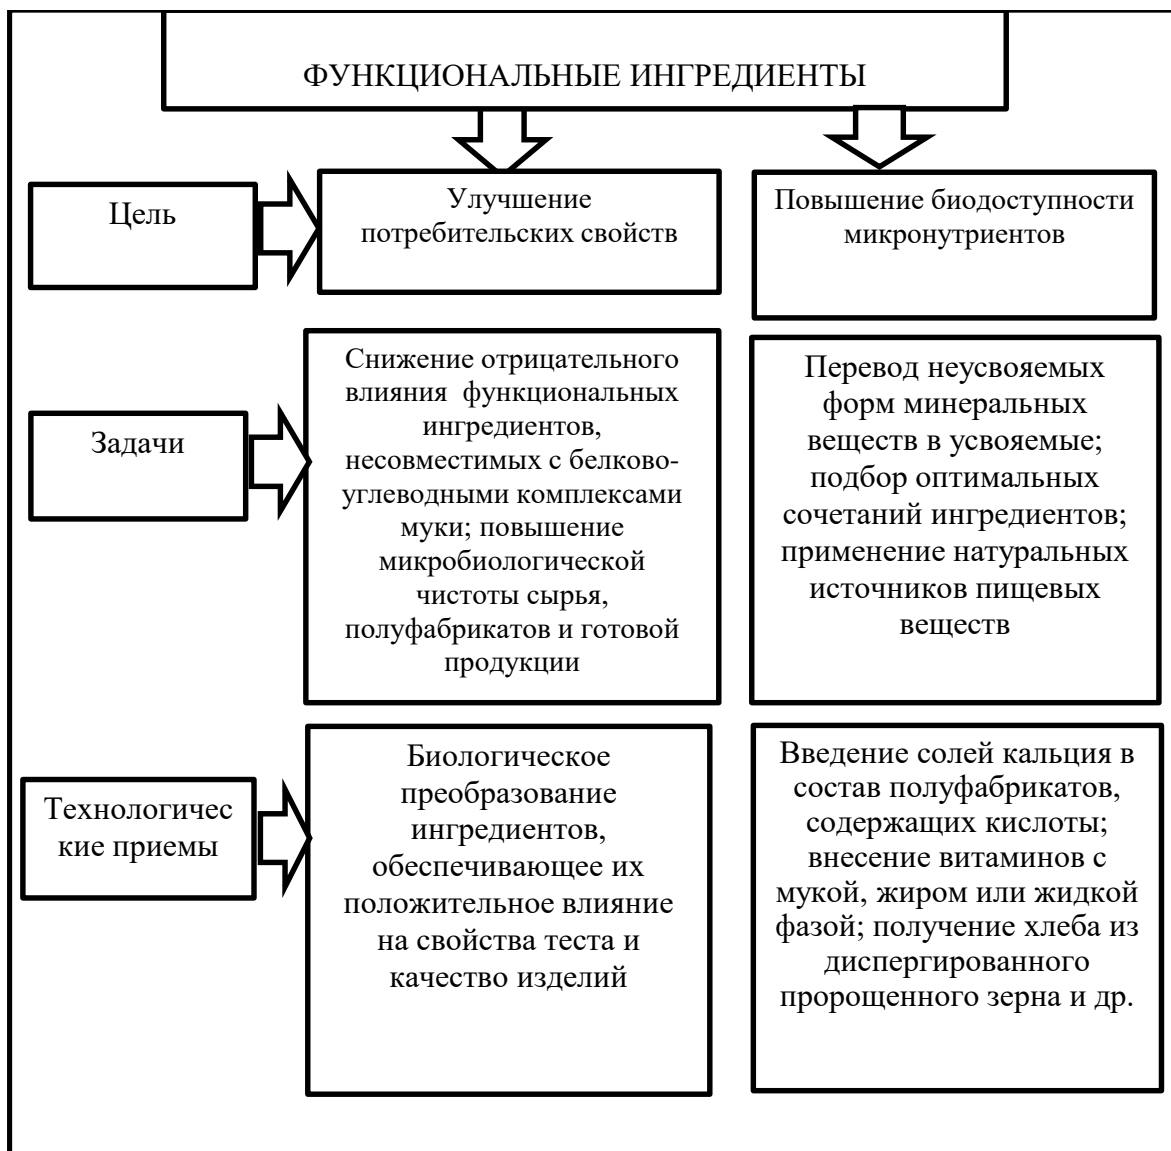 ФУНКЦИОНАЛЬНЫЕ ИНГРЕДИЕНТЫ
Цель
Улучшение
потребительских свойств
Повышение биодоступности
микронутриентов
Задачи
Снижение отрицательного
влияния функциональных
ингредиентов,
несовместимых с белково-
углеводными комплексами
муки; повышение
микробиологической
чистоты сырья,
полуфабрикатов и готовой
продукции
Перевод неусвояемых
форм минеральных
веществ в усвояемые;
подбор оптимальных
сочетаний ингредиентов;
применение натуральных
источников пищевых
веществ
Технологичес
кие приемы
Биологическое
преобразование
ингредиентов,
обеспечивающее их
положительное влияние
на свойства теста и
качество изделий
Введение солей кальция в
состав полуфабрикатов,
содержащих кислоты;
внесение витаминов с
мукой, жиром или жидкой
фазой; получение хлеба из
диспергированного
пророщенного зерна и др.